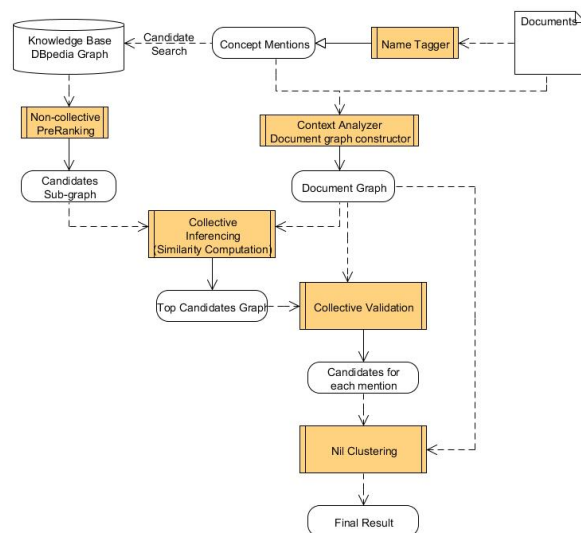 Documents
Knowledge Base
DBpedia Graph
Candidate
Search
Concept Mentions
Name Tagger
Non-collective
PreRanking
Context Analyzer
Document graph constructor
Candidates
Sub-graph
Document Graph
Collective
Inferencing
(Similarity Computation)
Top Candidates Graph
Collective Validation
Candidates for
each mention
Nil Clustering
Final Result